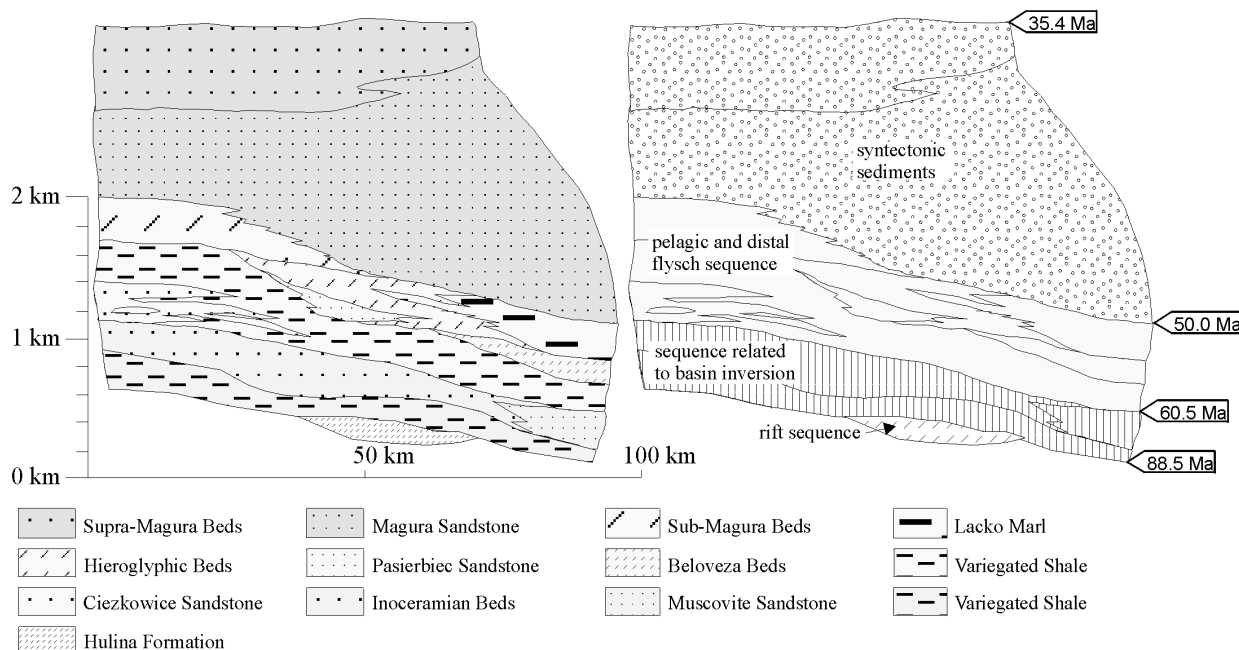 35.4 Ma
syntectonic
sediments
2 km
pelagic and distal
flysch sequence
50.0 Ma
1 km
sequence related
to basin inversion
60.5 Ma
rift sequence
50 km
100 km
88.5 Ma
0 km
Supra-Magura Beds
Magura Sandstone
Sub-Magura Beds
Lacko Marl
Hieroglyphic Beds
Pasierbiec Sandstone
Beloveza Beds
Variegated Shale
Ciezkowice Sandstone
Inoceramian Beds
Muscovite Sandstone
Variegated Shale
Hulina Formation